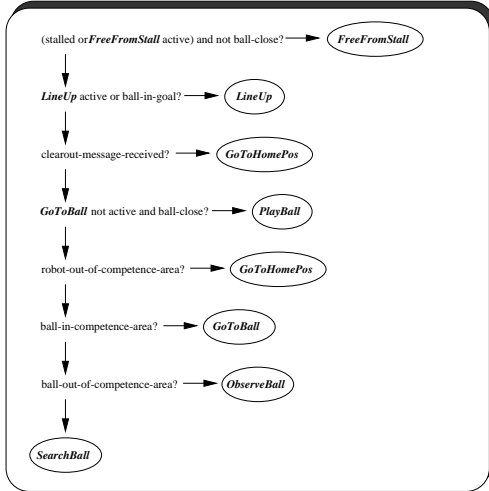 (stalled or FreeFromStall active) and not ball-close? FreeFromStall
LineUp active or ball-in-goal? LineUp
clearout-message-received? GoToHomePos
GoToBall not active and ball-close? PlayBall
robot-out-of-competence-area? GoToHomePos
ball-in-competence-area? GoToBall
ball-out-of-competence-area? ObserveBall
SearchBall